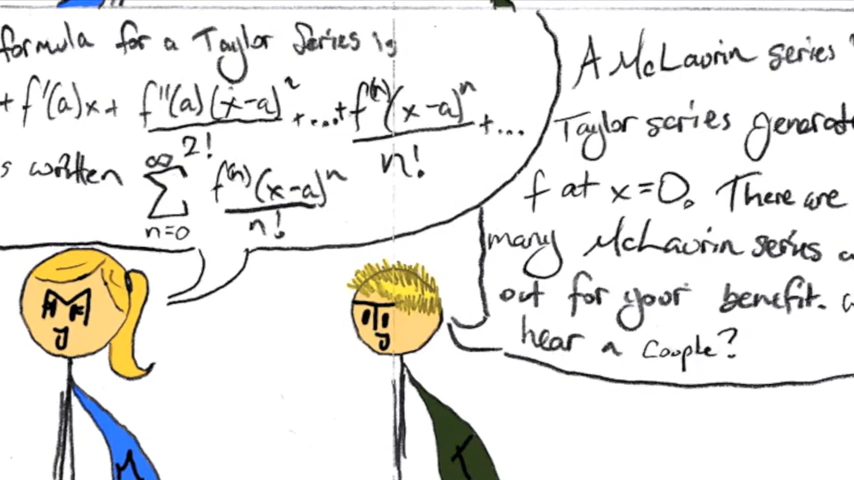 formula for a Taylor Series is
+ f'(a)x + f''(a)(x-a)²/2! +...+ f⁽ⁿ⁾(x-a)ⁿ/n! +...
s written ∞ Σ n=0 f⁽ⁿ⁾(x-a)ⁿ/n!
A McLaurin series
Taylor series generat
f at x=0. There are
many McLaurin series
out for your benefit.
hear a couple?
M
T